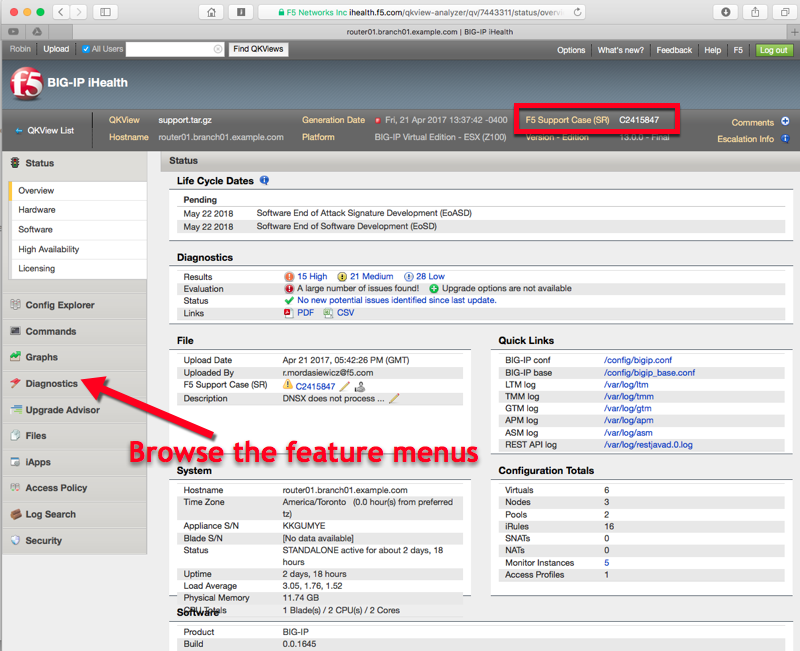 F5 Networks Inc ihealth.f5.com/qkview-analyzer/qv/7443311/status/overvi
router01.branch01.example.com | BIG-IP iHealth
Robin Upload All Users Find QKViews Options What's new? Feedback Help F5 Log out
f5 BIG-IP iHealth
QKView List
QKView support.tar.gz Generation Date Fri, 21 Apr 2017 13:37:42 -0400 F5 Support Case (SR) C2415847 Comments
Hostname router01.branch01.example.com Platform BIG-IP Virtual Edition - ESX (Z100) Version - Edition 13.0.0 - Final Escalation Info
Status
Overview
Hardware
Software
High Availability
Licensing
Config Explorer
Commands
Graphs
Diagnostics
Upgrade Advisor
Files
iApps
Access Policy
Log Search
Security
Status
Life Cycle Dates
Pending
May 22 2018 Software End of Attack Signature Development (EoASD)
May 22 2018 Software End of Software Development (EoSD)
Diagnostics
Results 15 High 21 Medium 28 Low
Evaluation A large number of issues found! Upgrade options are not available
Status No new potential issues identified since last update.
Links PDF CSV
File
Upload Date Apr 21 2017, 05:42:26 PM (GMT)
Uploaded By r.mordasiewicz@f5.com
F5 Support Case (SR) C2415847
Description DNSX does not process ...
Quick Links
BIG-IP conf /config/bigip.conf
BIG-IP base /config/bigip_base.conf
LTM log /var/log/ltm
TMM log /var/log/tmm
GTM log /var/log/gtm
APM log /var/log/apm
ASM log /var/log/asm
REST API log /var/log/restjavad.0.log
Browse the feature menus
System
Hostname router01.branch01.example.com
Time Zone America/Toronto (0.0 hour(s) from preferred
tz)
Appliance S/N KKGUMYE
Blade S/N [No data available]
Status STANDALONE active for about 2 days, 18
hours
Uptime 2 days, 18 hours
Load Average 3.05, 1.76, 1.52
Physical Memory 11.74 GB
CPU Totals 1 Blade(s) / 2 CPU(s) / 2 Cores
Configuration Totals
Virtuals 6
Nodes 3
Pools 2
iRules 16
SNATs 0
NATs 0
Monitor Instances 5
Access Profiles 1
Software
Product BIG-IP
Build 0.0.1645